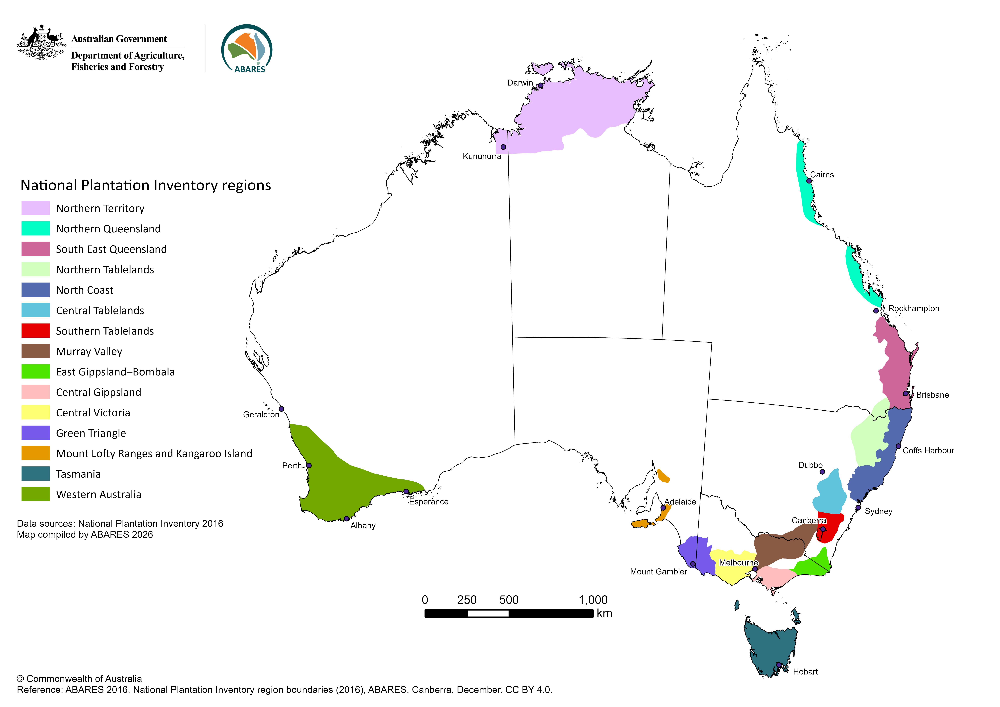 Australian Government
Department of Agriculture,
Fisheries and Forestry
AUSTRALIA
ABARES
National Plantation Inventory regions
Northern Territory
Northern Queensland
South East Queensland
Northern Tablelands
North Coast
Central Tablelands
Southern Tablelands
Murray Valley
East Gippsland–Bombala
Central Gippsland
Central Victoria
Green Triangle
Mount Lofty Ranges and Kangaroo Island
Tasmania
Western Australia
Data sources: National Plantation Inventory 2016
Map compiled by ABARES 2026
Darwin
Kununurra
Cairns
Rockhampton
Brisbane
Geraldton
Coffs Harbour
Perth
Dubbo
Esperance
Adelaide
Sydney
Albany
Canberra
Melbourne
Mount Gambier
0 250 500 1,000
km
Hobart
© Commonwealth of Australia
Reference: ABARES 2016, National Plantation Inventory region boundaries (2016), ABARES, Canberra, December. CC BY 4.0.